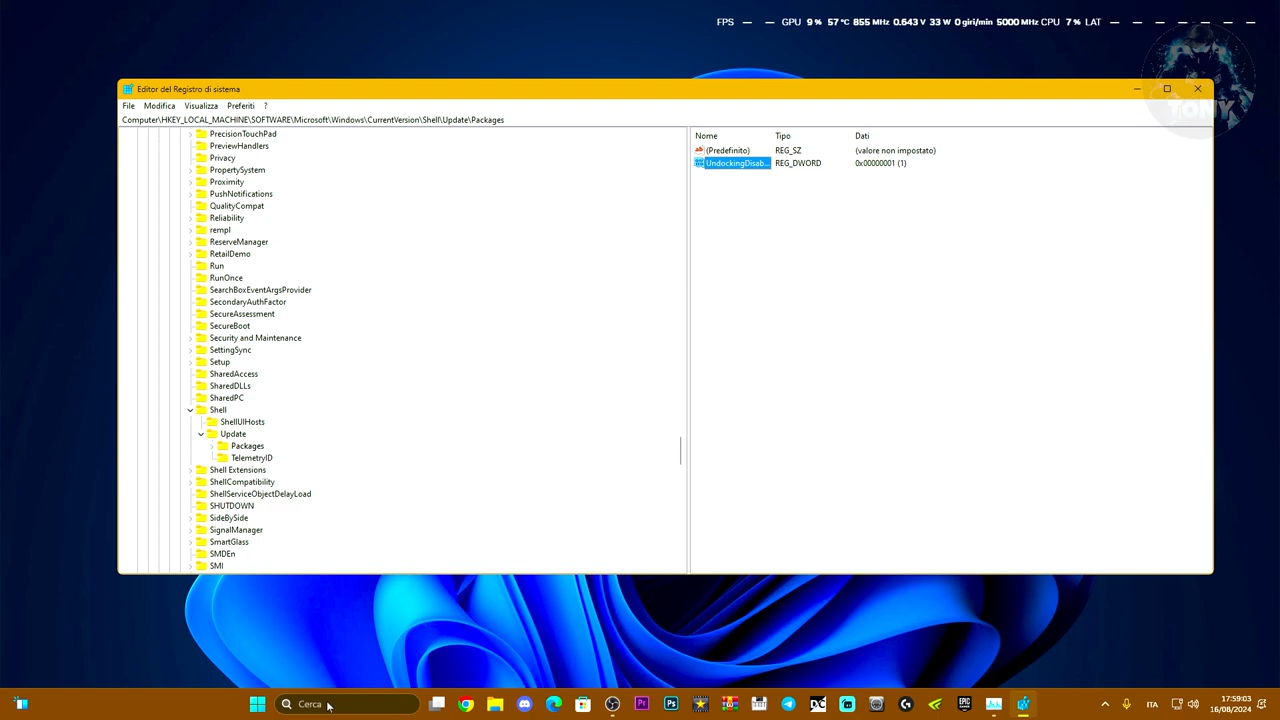 FPS — — GPU 9 % 57 °C 855 MHz 0.643 V 33 W 0 giri/min 5000 MHz CPU 7 % LAT — — — — — — — —
TONY
Editor del Registro di sistema
File Modifica Visualizza Preferiti ?
Computer\HKEY_LOCAL_MACHINE\SOFTWARE\Microsoft\Windows\CurrentVersion\Shell\Update\Packages
Nome Tipo Dati
(Predefinito) REG_SZ (valore non impostato)
UndockingDisab... REG_DWORD 0x00000001 (1)
PrecisionTouchPad
PreviewHandlers
Privacy
PropertySystem
Proximity
PushNotifications
QualityCompat
Reliability
rempl
ReserveManager
RetailDemo
Run
RunOnce
SearchBoxEventArgsProvider
SecondaryAuthFactor
SecureAssessment
SecureBoot
Security and Maintenance
SettingSync
Setup
SharedAccess
SharedDLLs
SharedPC
Shell
ShellUIHosts
Update
Packages
TelemetryID
Shell Extensions
ShellCompatibility
ShellServiceObjectDelayLoad
SHUTDOWN
SideBySide
SignalManager
SmartGlass
SMDEn
SMI
Cerca
ITA
17:59:03
16/08/2024